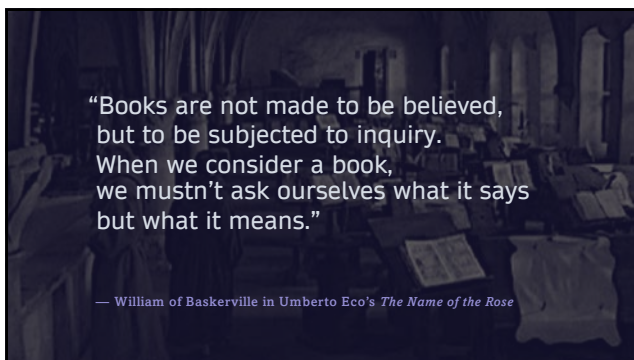 “Books are not made to be believed,
but to be subjected to inquiry.
When we consider a book,
we mustn’t ask ourselves what it says
but what it means.”
— William of Baskerville in Umberto Eco’s The Name of the Rose